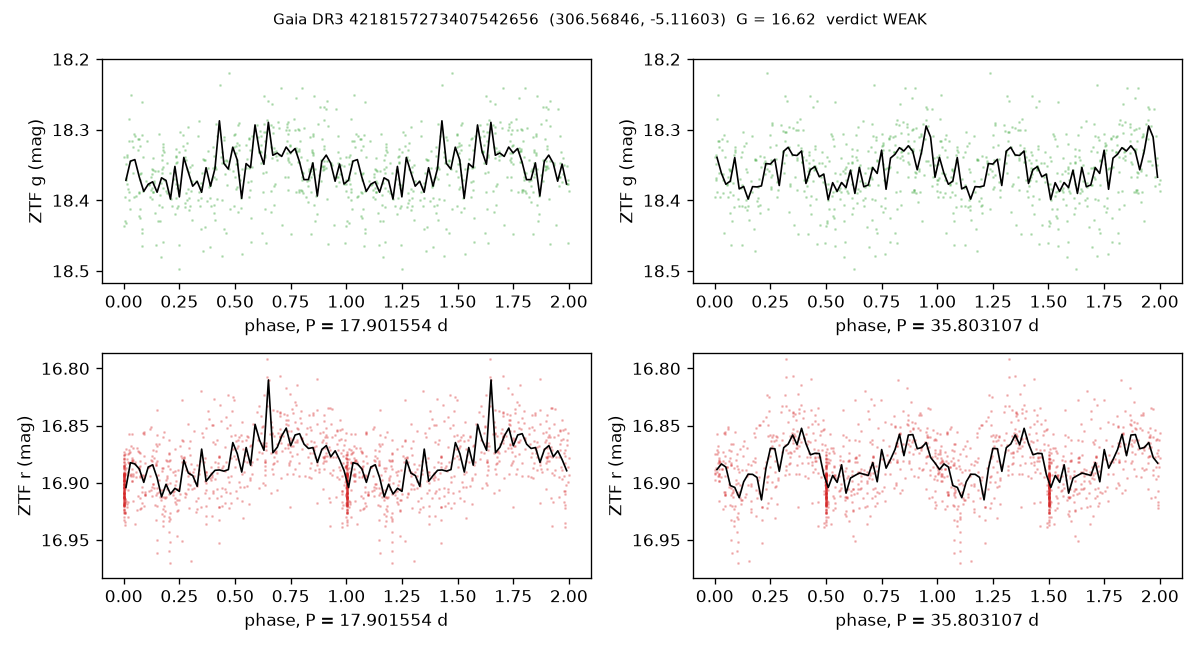 Gaia DR3 4218157273407542656 (306.56846, -5.11603) G = 16.62 verdict WEAK
18.2
18.3
18.4
18.5
ZTF g (mag)
0.00 0.25 0.50 0.75 1.00 1.25 1.50 1.75 2.00
phase, P = 17.901554 d
18.2
18.3
18.4
18.5
ZTF g (mag)
0.00 0.25 0.50 0.75 1.00 1.25 1.50 1.75 2.00
phase, P = 35.803107 d
16.80
16.85
16.90
16.95
ZTF r (mag)
0.00 0.25 0.50 0.75 1.00 1.25 1.50 1.75 2.00
phase, P = 17.901554 d
16.80
16.85
16.90
16.95
ZTF r (mag)
0.00 0.25 0.50 0.75 1.00 1.25 1.50 1.75 2.00
phase, P = 35.803107 d